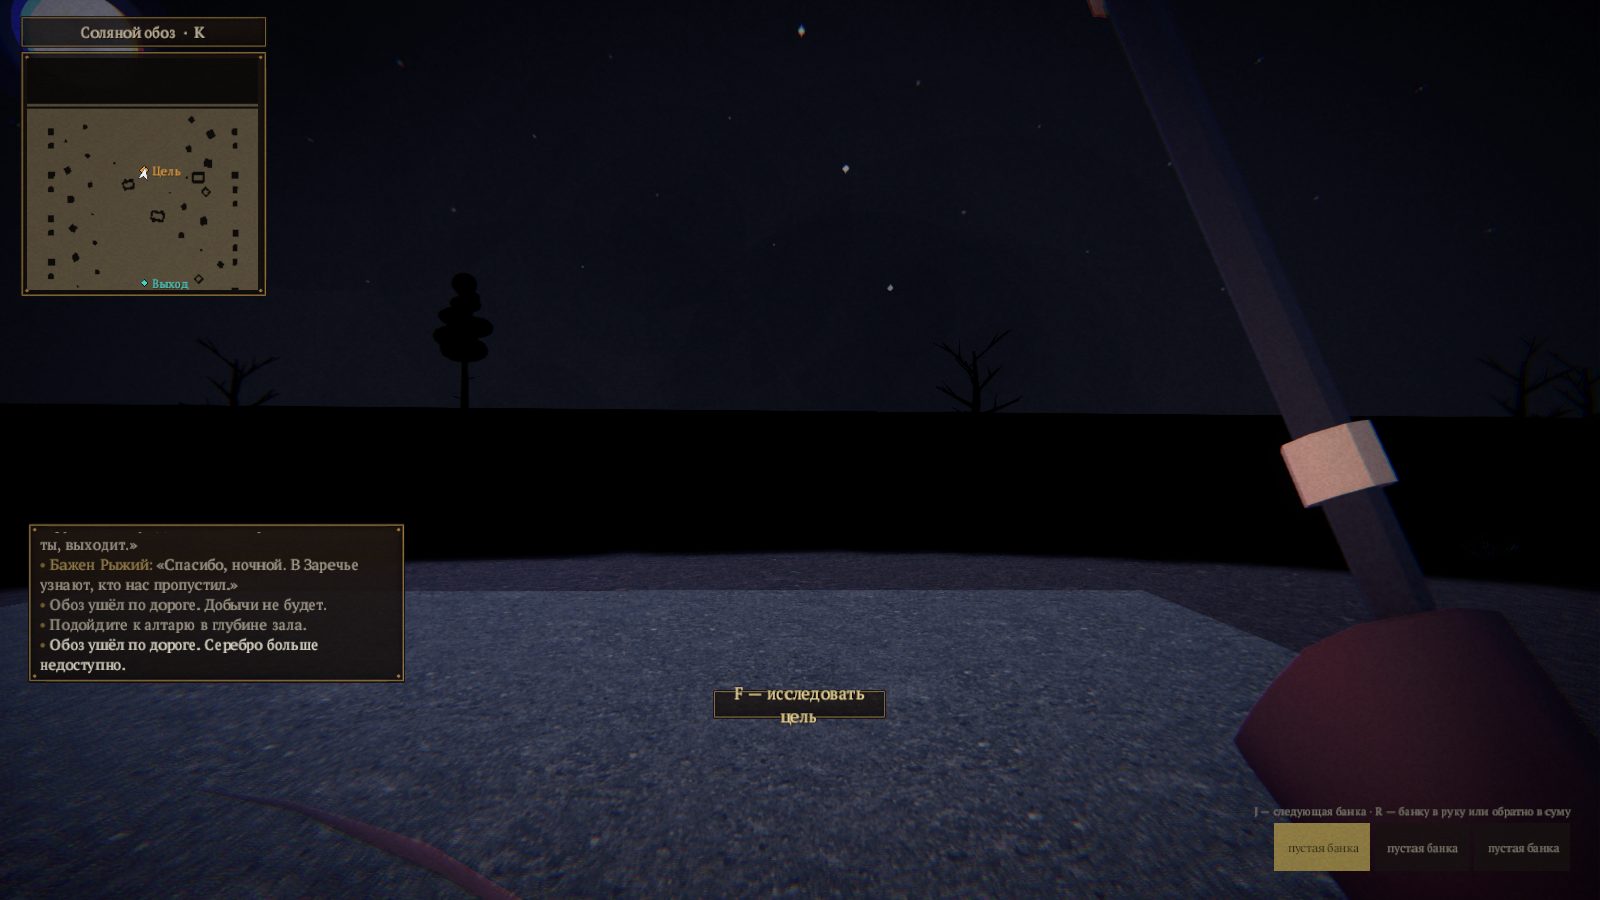 Соляной обоз · К
Цель
Выход
ты, выходит.»
• Бажен Рыжий: «Спасибо, ночной. В Заречье
узнают, кто нас пропустил.»
• Обоз ушёл по дороге. Добычи не будет.
• Подойдите к алтарю в глубине зала.
• Обоз ушёл по дороге. Серебро больше
недоступно.
F — исследовать
цель
J — следующая банка · R — банку в руку или обратно в суму
пустая банка
пустая банка
пустая банка